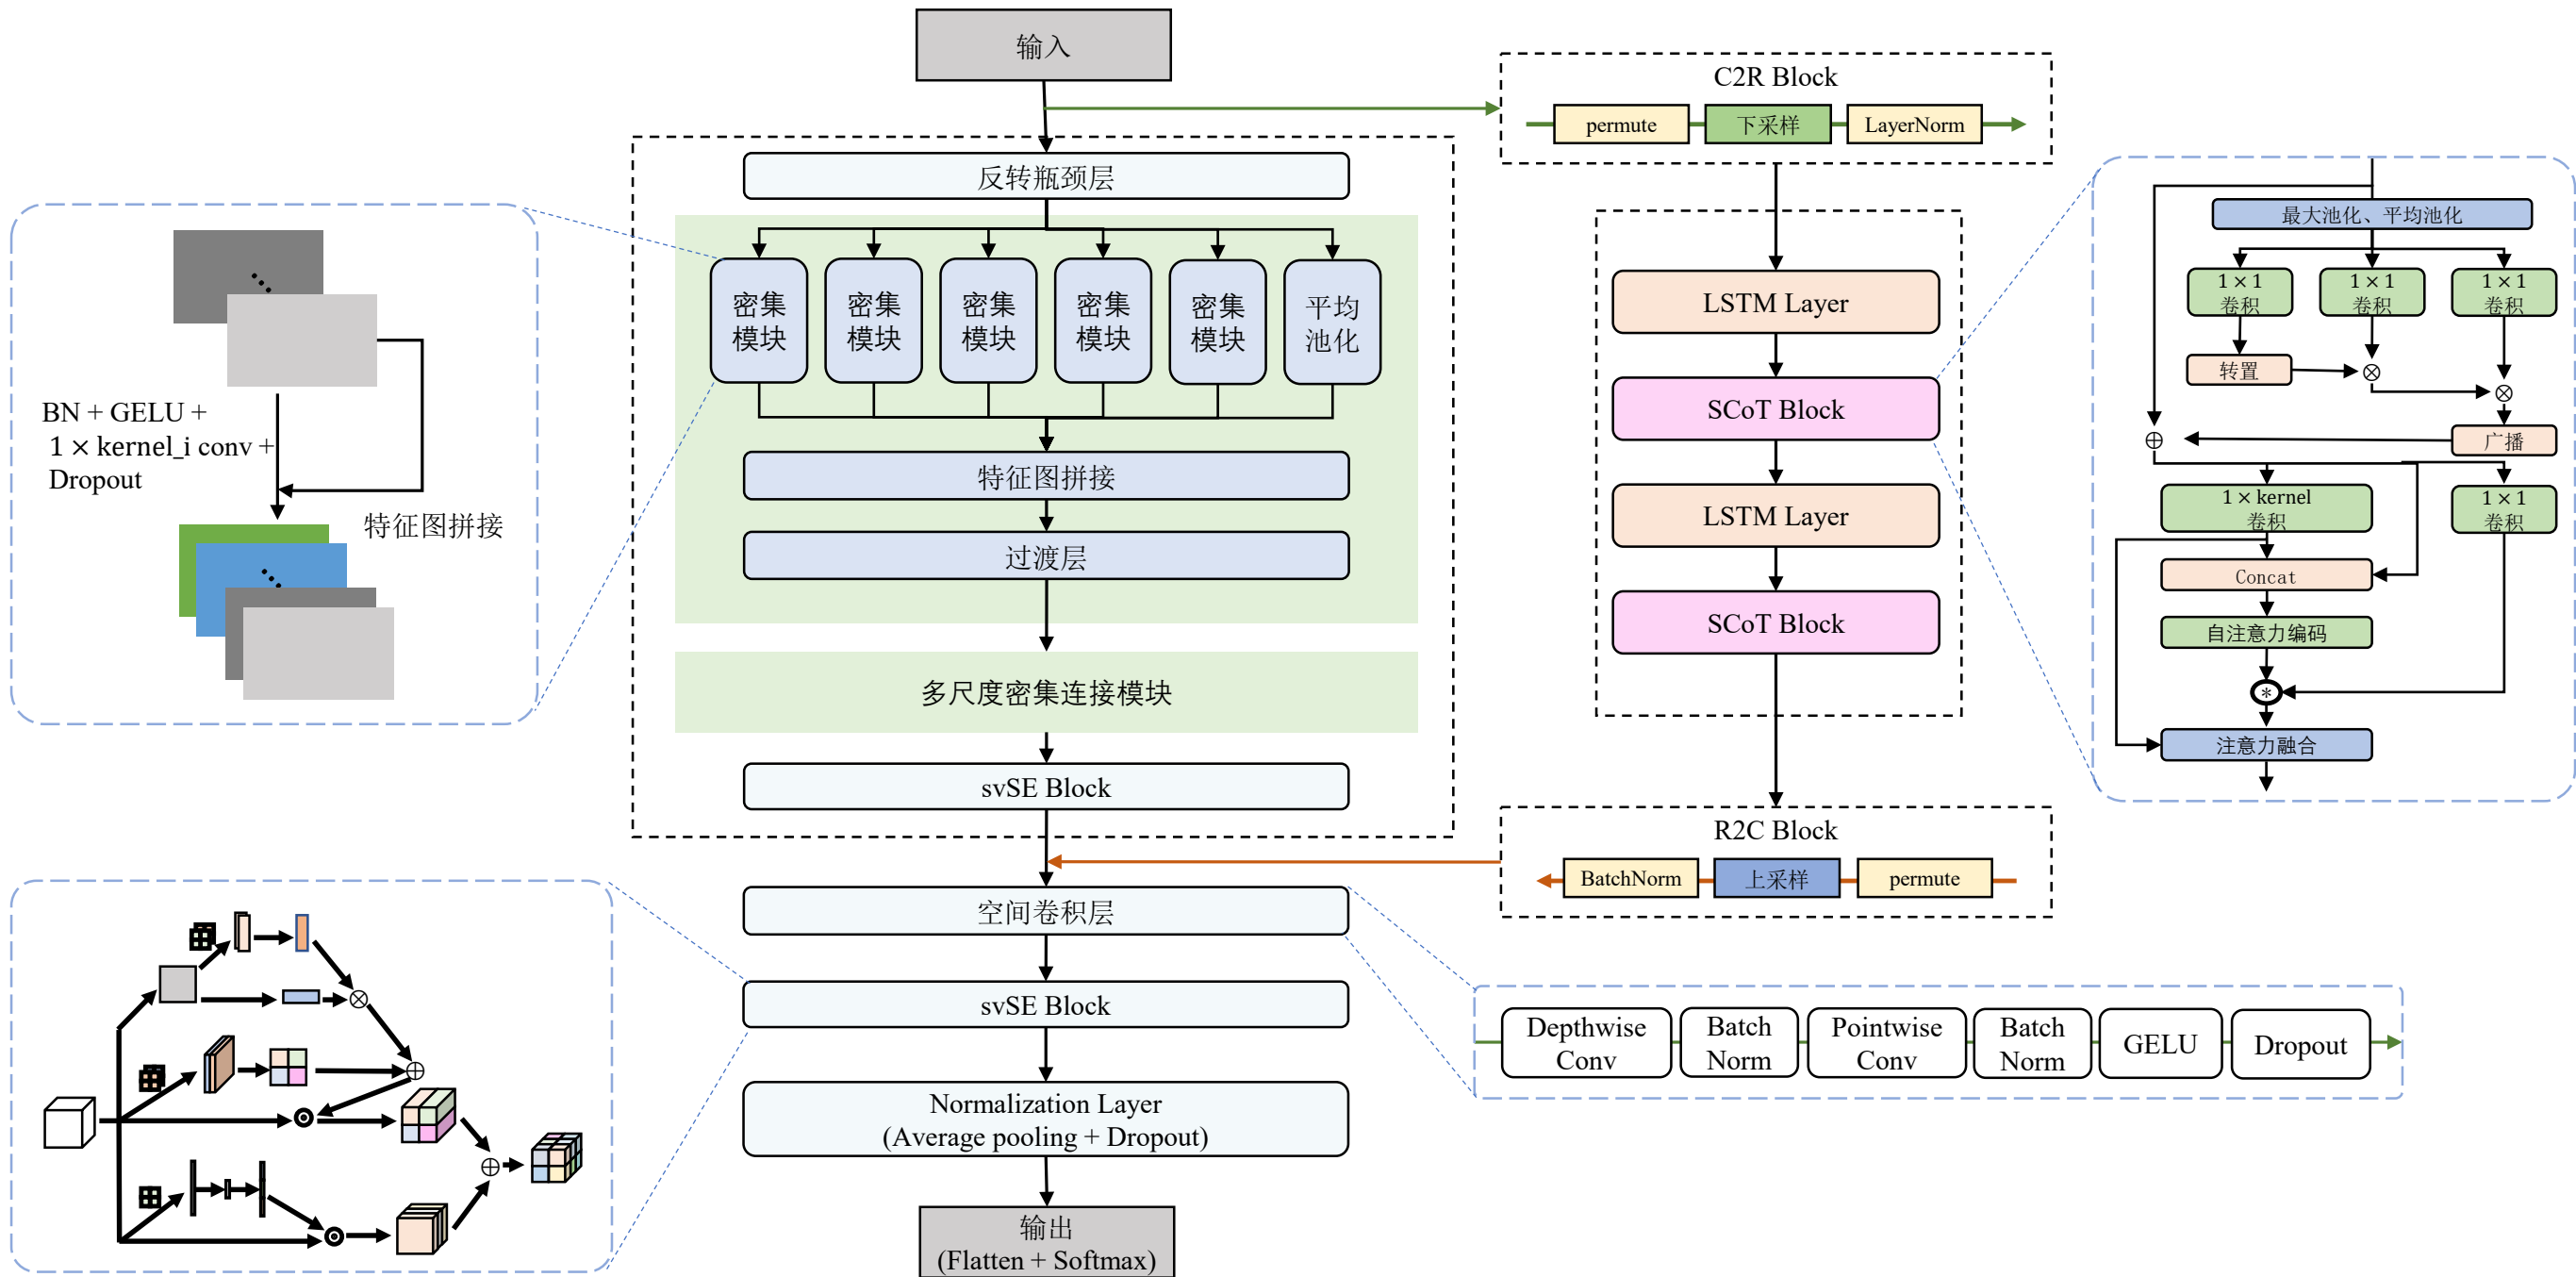 输入
反转瓶颈层
密集
模块
密集
模块
密集
模块
密集
模块
密集
模块
平均
池化
特征图拼接
过渡层
多尺度密集连接模块
svSE Block
空间卷积层
svSE Block
Normalization Layer
(Average pooling + Dropout)
输出
(Flatten + Softmax)
BN + GELU +
1 × kernel_i conv +
Dropout
特征图拼接
C2R Block
permute
下采样
LayerNorm
LSTM Layer
SCoT Block
LSTM Layer
SCoT Block
R2C Block
BatchNorm
上采样
permute
最大池化、平均池化
1 × 1
卷积
1 × 1
卷积
1 × 1
卷积
转置
广播
1 × kernel
卷积
1 × 1
卷积
Concat
自注意力编码
注意力融合
Depthwise
Conv
Batch
Norm
Pointwise
Conv
Batch
Norm
GELU
Dropout